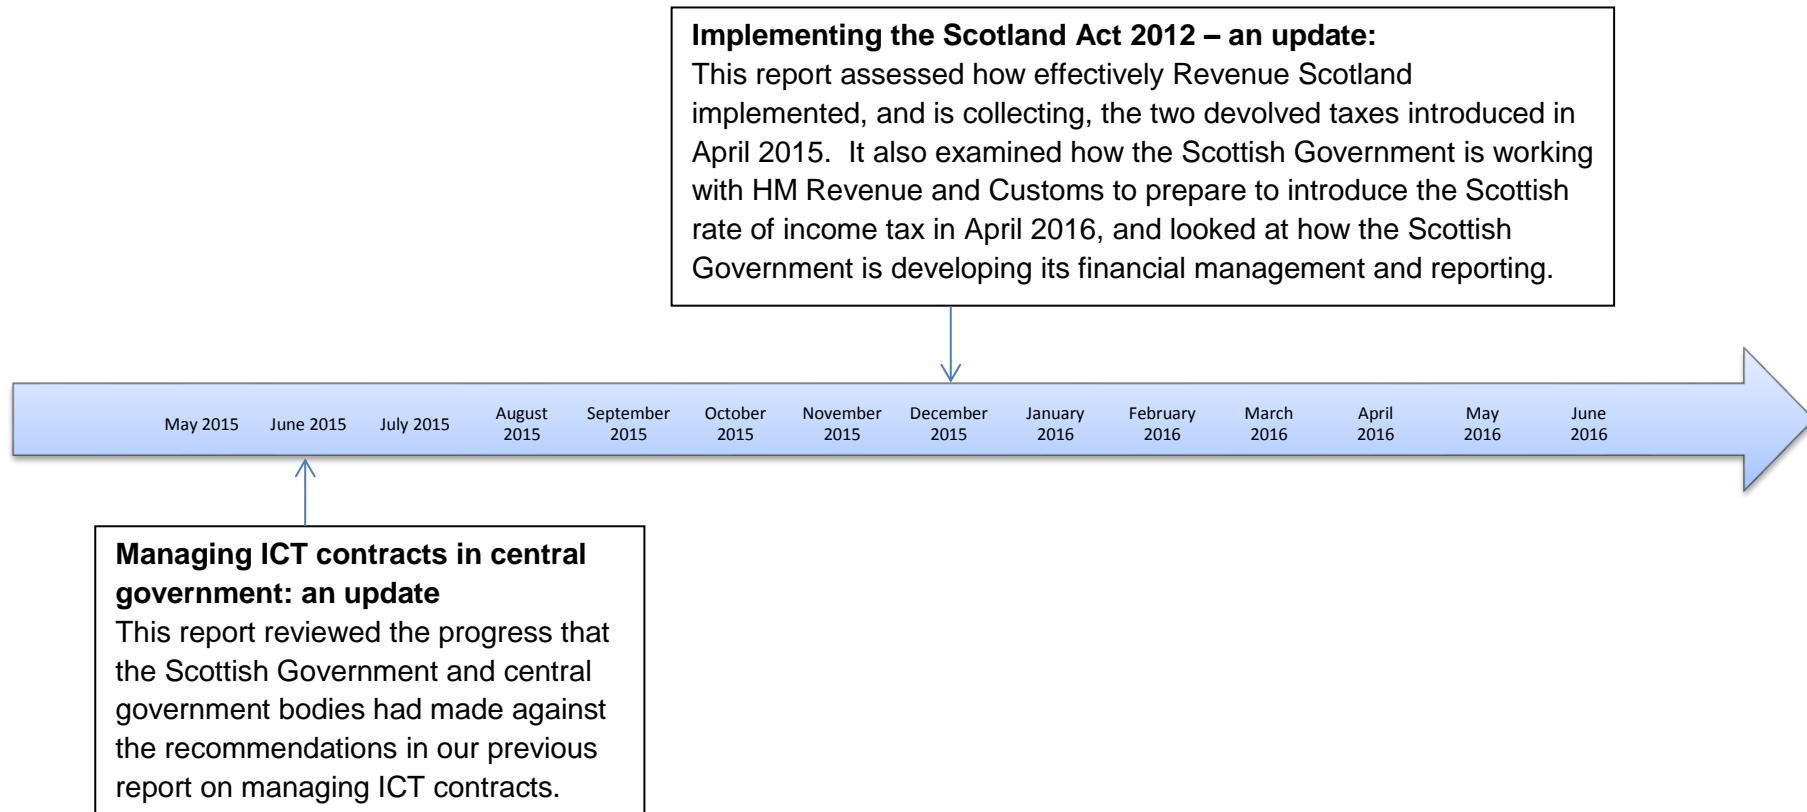 Implementing the Scotland Act 2012 – an update:
This report assessed how effectively Revenue Scotland
implemented, and is collecting, the two devolved taxes introduced in
April 2015.  It also examined how the Scottish Government is working
with HM Revenue and Customs to prepare to introduce the Scottish
rate of income tax in April 2016, and looked at how the Scottish
Government is developing its financial management and reporting.
May 2015
June 2015
July 2015
August
2015
September
2015
October
2015
November
2015
December
2015
January
2016
February
2016
March
2016
April
2016
May
2016
June
2016
Managing ICT contracts in central
government: an update
This report reviewed the progress that
the Scottish Government and central
government bodies had made against
the recommendations in our previous
report on managing ICT contracts.